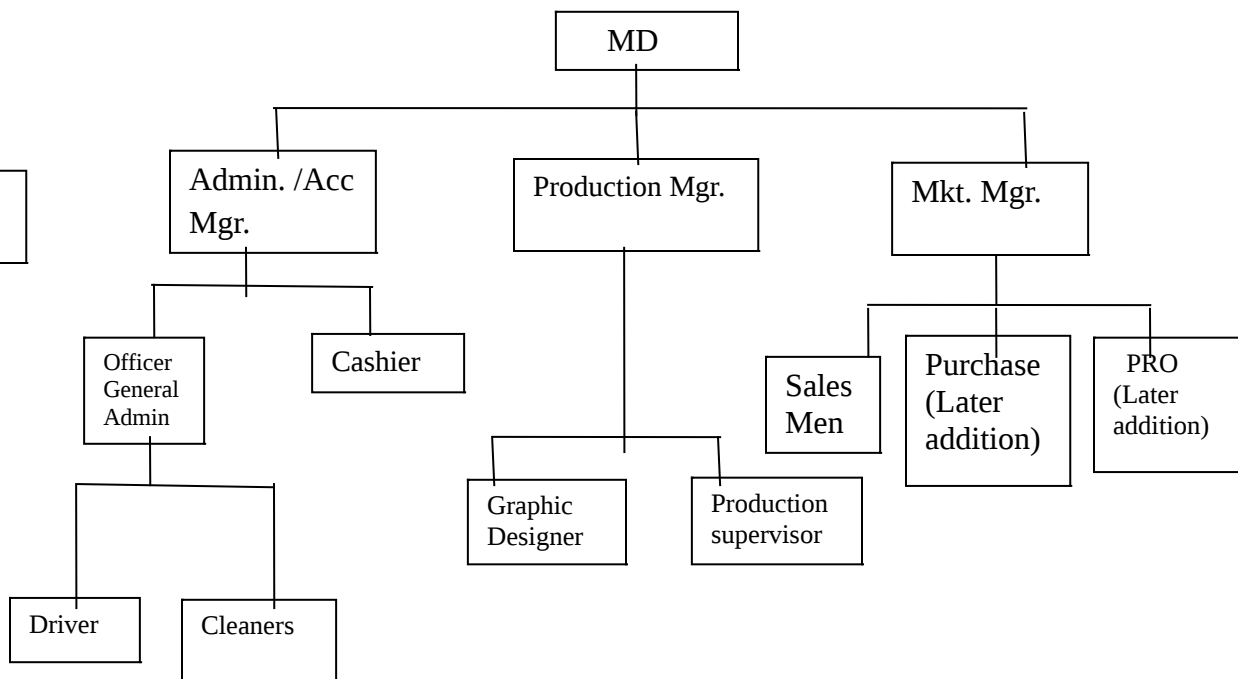 MD
Admin. /Acc
Mgr.
Production Mgr.
Mkt. Mgr.
Officer
General
Admin
Cashier
Sales
Men
Purchase
(Later
addition)
PRO
(Later
addition)
Graphic
Designer
Production
supervisor
Driver
Cleaners